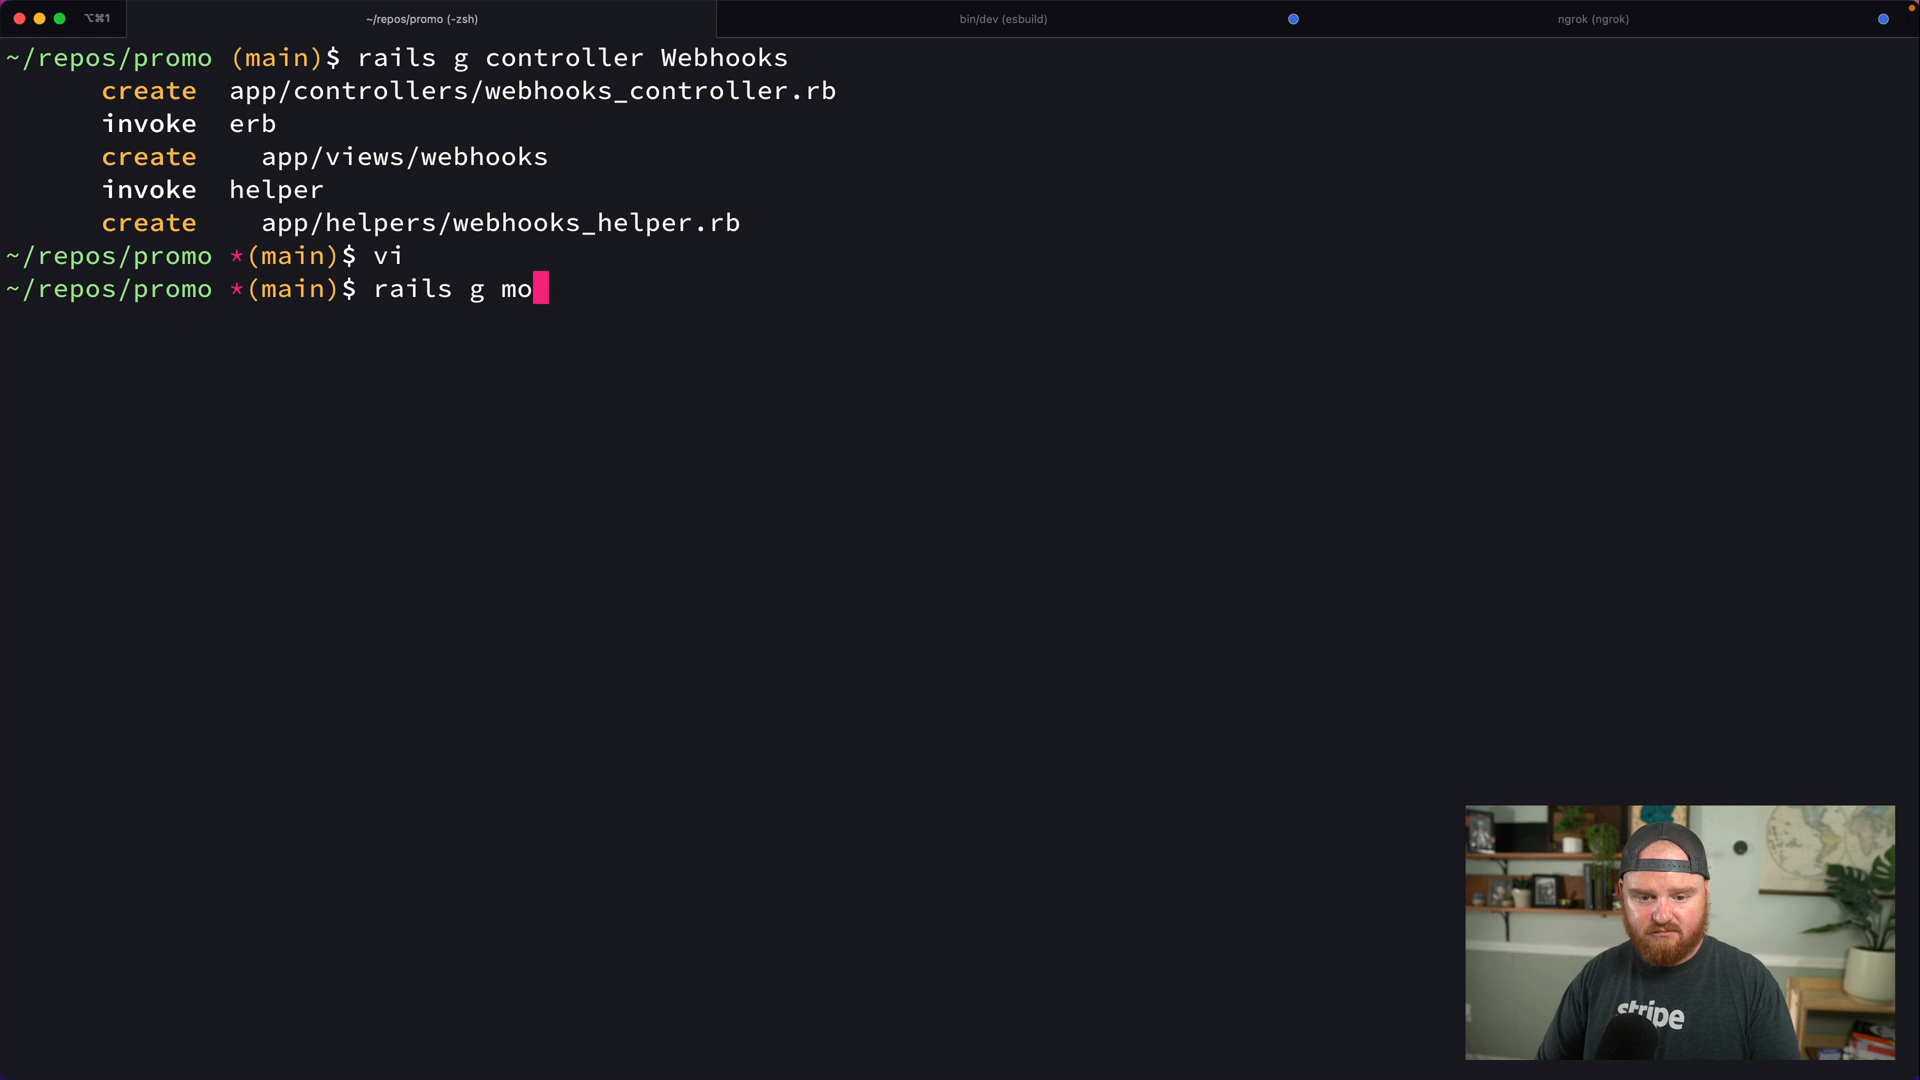 ⌥⌘1
~/repos/promo (-zsh)
bin/dev (esbuild)
ngrok (ngrok)
~/repos/promo (main)$ rails g controller Webhooks
create app/controllers/webhooks_controller.rb
invoke erb
create app/views/webhooks
invoke helper
create app/helpers/webhooks_helper.rb
~/repos/promo *(main)$ vi
~/repos/promo *(main)$ rails g mo
stripe